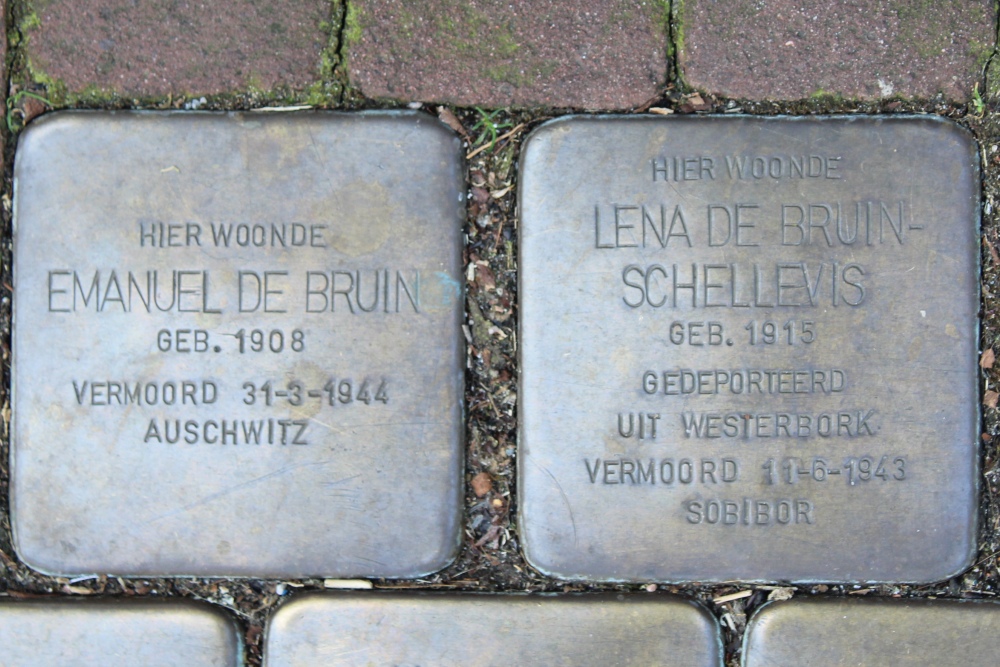 HIER WOONDE
EMANUEL DE BRUIN
GEB. 1908
VERMOORD 31-3-1944
AUSCHWITZ
HIER WOONDE
LENA DE BRUIN-
SCHELLEVIS
GEB. 1915
GEDEPORTEERD
UIT WESTERBORK
VERMOORD 11-6-1943
SOBIBOR